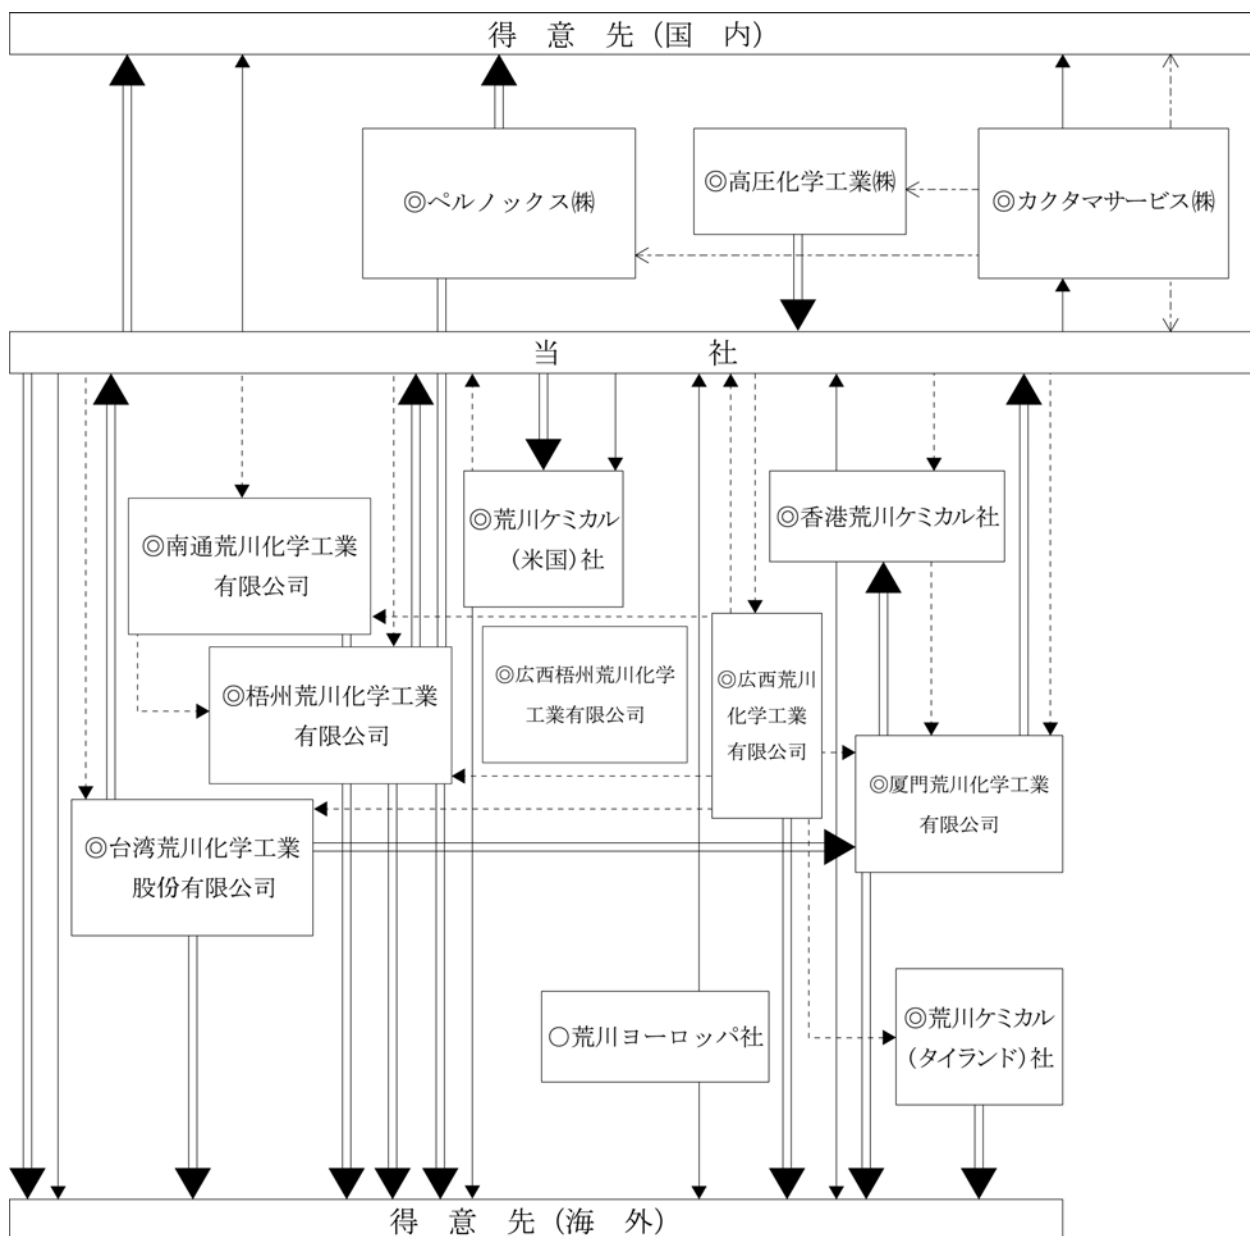 得 意 先 (国 内)
◎ペルノックス㈱
◎高圧化学工業㈱
◎カクタマサービス㈱
当 社
◎南通荒川化学工業
有限公司
◎荒川ケミカル
(米国)社
◎香港荒川ケミカル社
◎梧州荒川化学工業
有限公司
◎広西梧州荒川化学
工業有限公司
◎広西荒川
化学工業
有限公司
◎厦門荒川化学工業
有限公司
◎台湾荒川化学工業
股份有限公司
○荒川ヨーロッパ社
◎荒川ケミカル
(タイランド)社
得 意 先 (海 外)